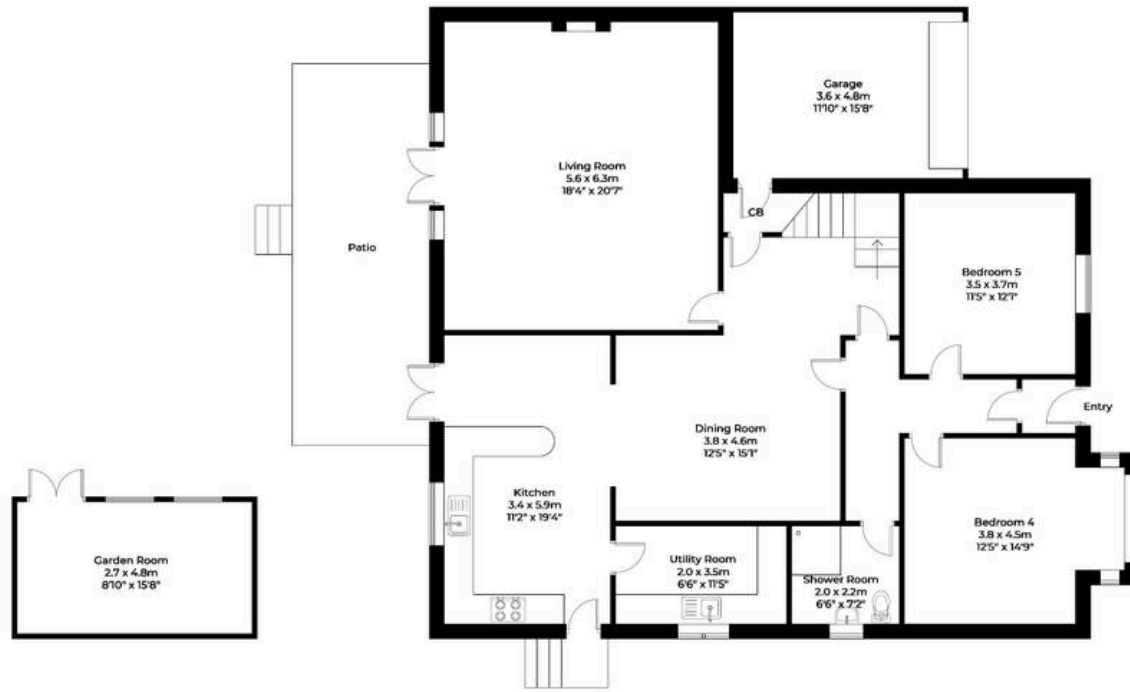 Garage
3.6 x 4.8m
11'10" x 15'8"
Living Room
5.6 x 6.3m
18'4" x 20'7"
CB
Patio
Bedroom 5
3.5 x 3.7m
11'5" x 12'1"
Entry
Dining Room
3.8 x 4.6m
12'5" x 15'1"
Kitchen
3.4 x 5.9m
11'2" x 19'4"
Bedroom 4
3.8 x 4.5m
12'5" x 14'9"
Garden Room
2.7 x 4.8m
8'10" x 15'8"
Utility Room
2.0 x 3.5m
6'6" x 11'5"
Shower Room
2.0 x 2.2m
6'6" x 7'2"